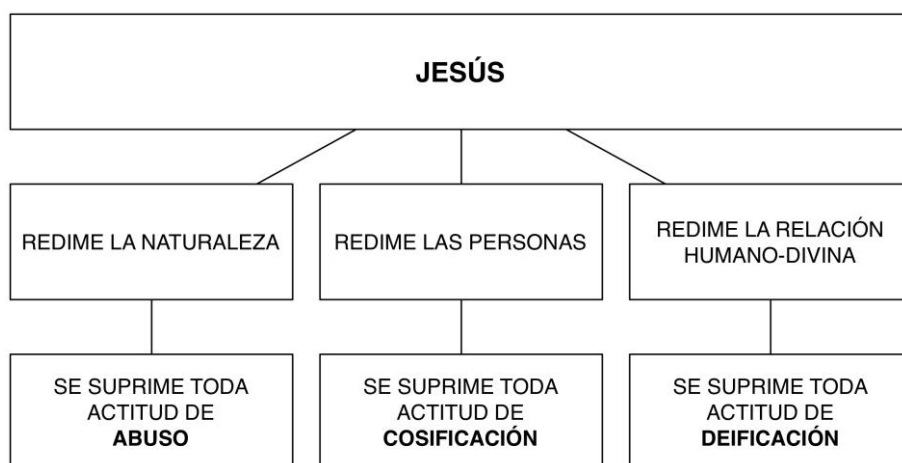 JESÚS
REDIME LA NATURALEZA
REDIME LAS PERSONAS
REDIME LA RELACIÓN
HUMANO-DIVINA
SE SUPRIME TODA
ACTITUD DE
ABUSO
SE SUPRIME TODA
ACTITUD DE
COSIFICACIÓN
SE SUPRIME TODA
ACTITUD DE
DEIFICACIÓN